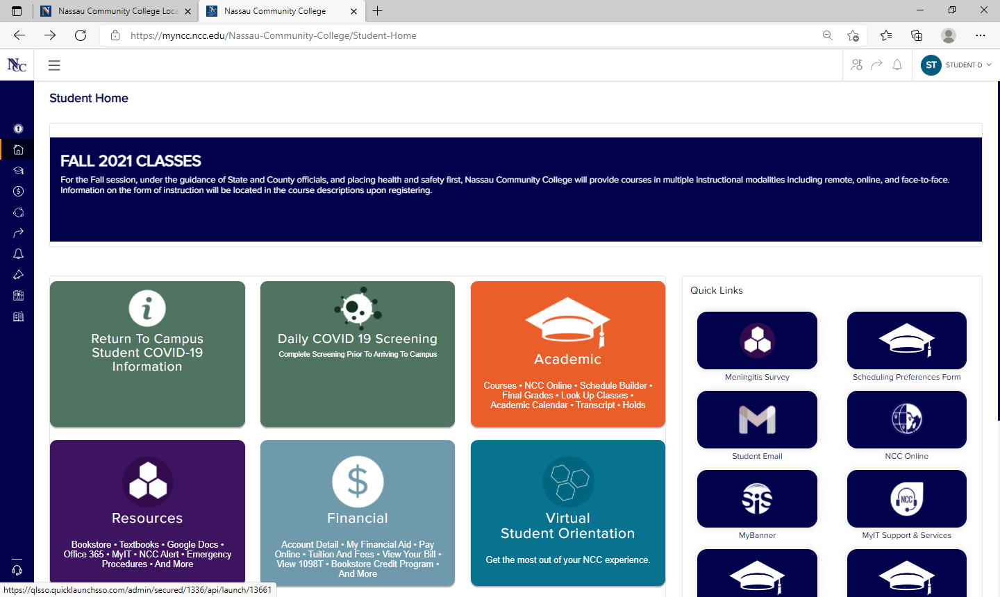 Nassau Community College Loca
Nassau Community College
https://myncc.ncc.edu/Nassau-Community-College/Student-Home
NCC
ST
STUDENT D
Student Home
FALL 2021 CLASSES
For the Fall session, under the guidance of State and County officials, and placing health and safety first, Nassau Community College will provide courses in multiple instructional modalities including remote, online, and face-to-face.
Information on the form of instruction will be located in the course descriptions upon registering.
Return To Campus
Student COVID-19
Information
Daily COVID 19 Screening
Complete Screening Prior To Arriving To Campus
Academic
Courses • NCC Online • Schedule Builder •
Final Grades • Look Up Classes •
Academic Calendar • Transcript • Holds
Resources
Bookstore • Textbooks • Google Docs •
Office 365 • MyIT • NCC Alert • Emergency
Procedures • And More
Financial
Account Detail • My Financial Aid • Pay
Online • Tuition And Fees • View Your Bill •
View 1098T • Bookstore Credit Program •
And More
Virtual
Student Orientation
Get the most out of your NCC experience.
Quick Links
Meningitis Survey
Scheduling Preferences Form
Student Email
NCC Online
SiS
MyBanner
NCC
MyIT Support & Services
https://qlsso.quicklaunchsso.com/admin/secured/1336/api/launch/13661